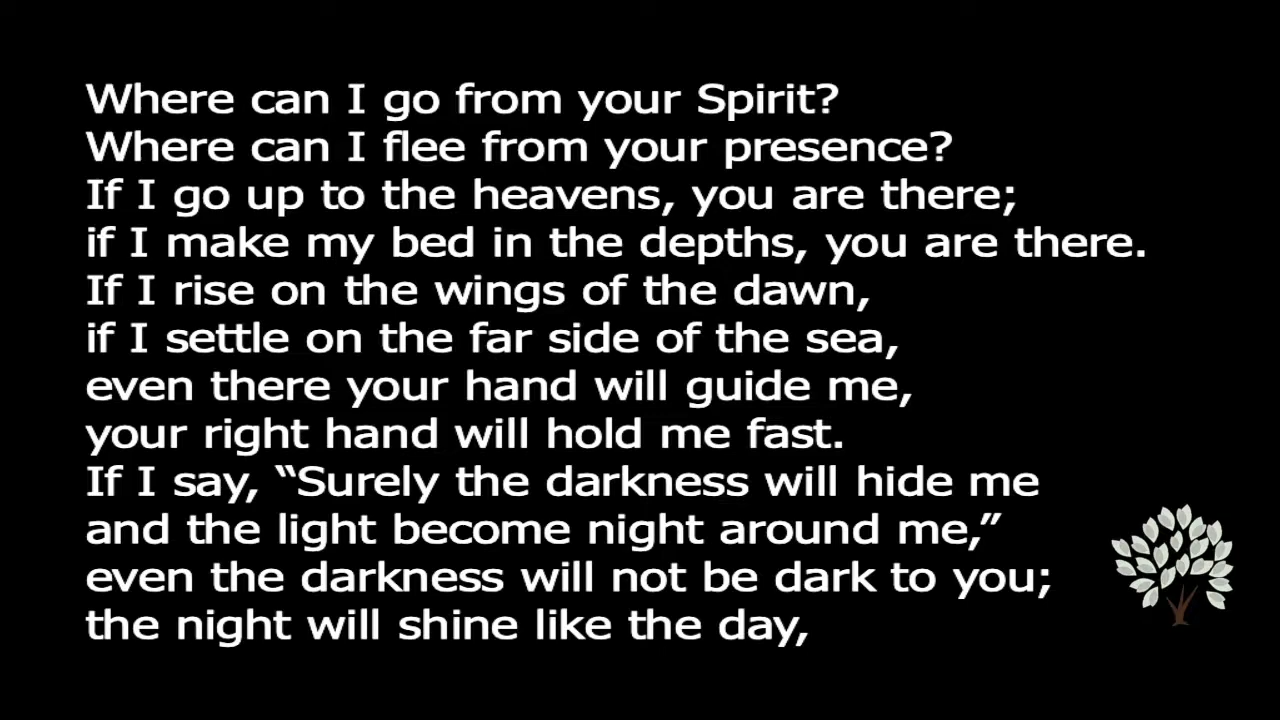 Where can I go from your Spirit?
Where can I flee from your presence?
If I go up to the heavens, you are there;
if I make my bed in the depths, you are there.
If I rise on the wings of the dawn,
if I settle on the far side of the sea,
even there your hand will guide me,
your right hand will hold me fast.
If I say, “Surely the darkness will hide me
and the light become night around me,”
even the darkness will not be dark to you;
the night will shine like the day,